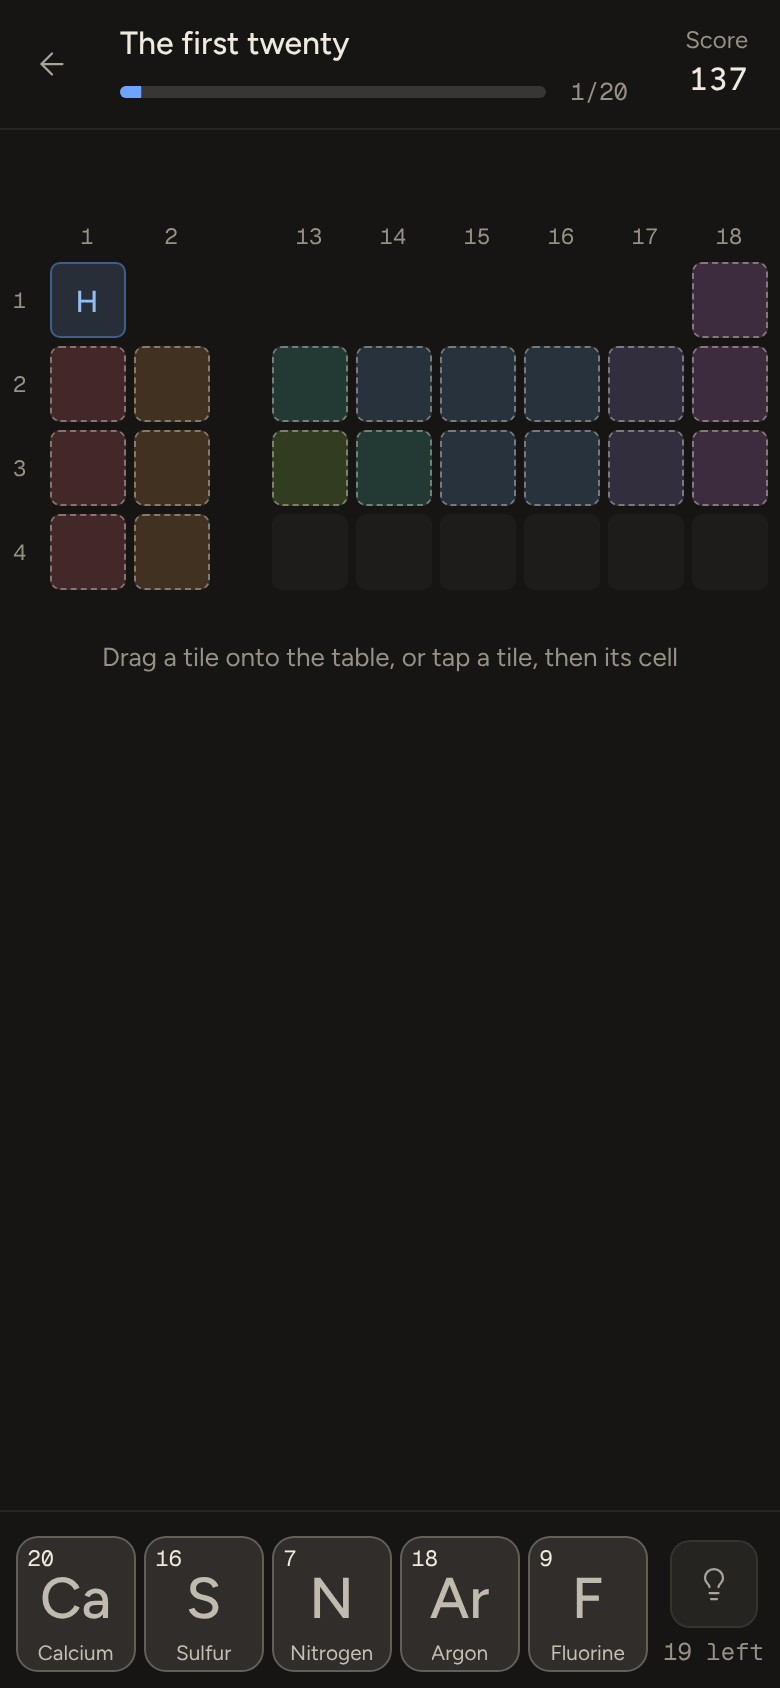 The first twenty
1/20
Score
137
1 2 13 14 15 16 17 18
1 H
2
3
4
Drag a tile onto the table, or tap a tile, then its cell
20 16 7 18 9
Ca S N Ar F
Calcium Sulfur Nitrogen Argon Fluorine
19 left